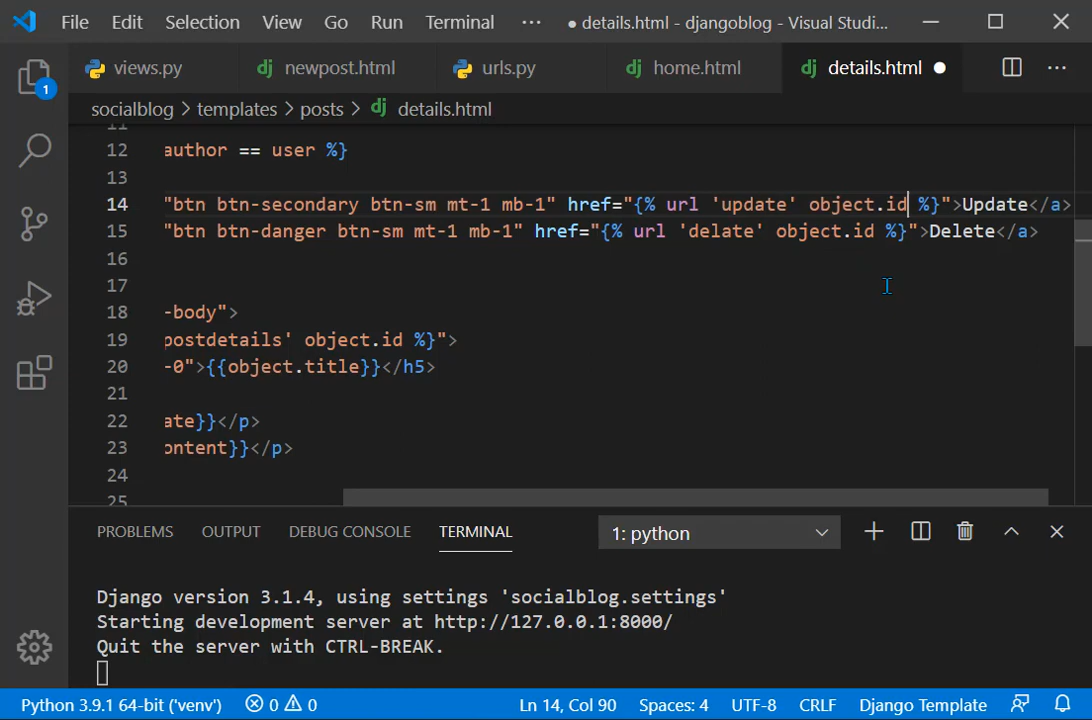 File Edit Selection View Go Run Terminal ··· ● details.html - djangoblog - Visual Studi...
views.py newpost.html urls.py home.html details.html ● ···
socialblog > templates > posts > details.html
11
12 author == user %}
13
14 "btn btn-secondary btn-sm mt-1 mb-1" href="{% url 'update' object.id %}">Update</a>
15 "btn btn-danger btn-sm mt-1 mb-1" href="{% url 'delate' object.id %}">Delete</a>
16
17
18 -body">
19 postdetails' object.id %}">
20 -0">{{object.title}}</h5>
21
22 ate}}</p>
23 ontent}}</p>
24
25
1
PROBLEMS OUTPUT DEBUG CONSOLE TERMINAL 1: python
Django version 3.1.4, using settings 'socialblog.settings'
Starting development server at http://127.0.0.1:8000/
Quit the server with CTRL-BREAK.
Python 3.9.1 64-bit ('venv') 0 0 Ln 14, Col 90 Spaces: 4 UTF-8 CRLF Django Template